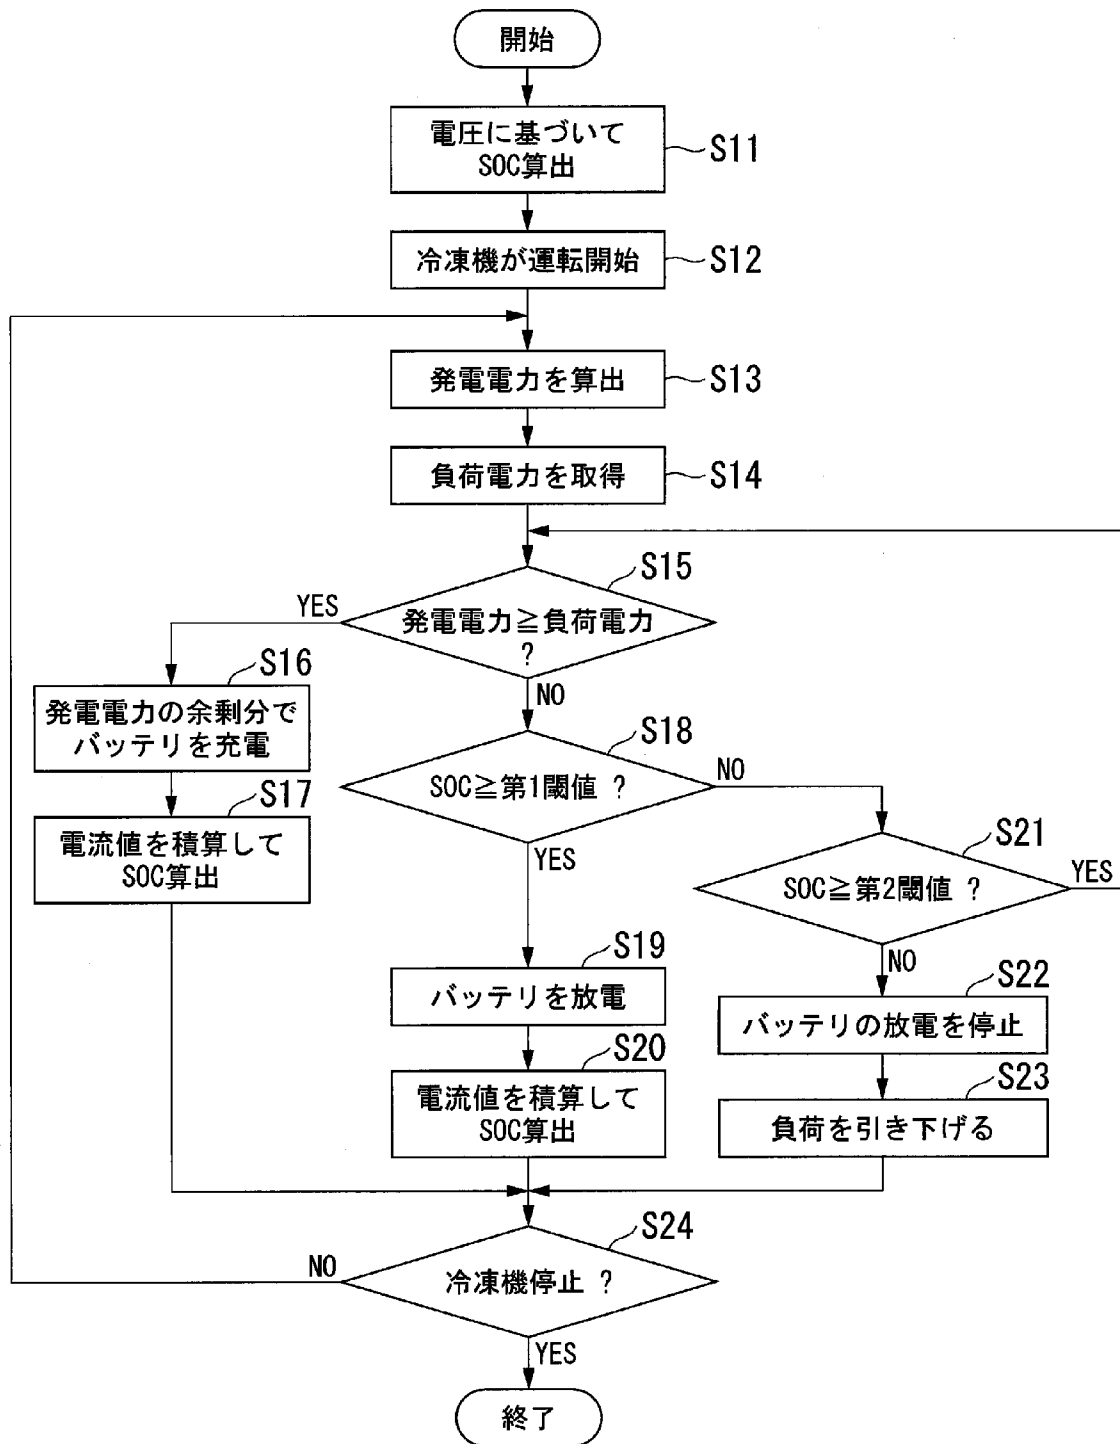 開始
電圧に基づいて
SOC算出
S11
冷凍機が運転開始
S12
発電電力を算出
S13
負荷電力を取得
S14
S15
YES
発電電力≧負荷電力
?
NO
S16
発電電力の余剰分で
バッテリを充電
S17
電流値を積算して
SOC算出
S18
SOC≧第1閾値 ?
NO
YES
S21
SOC≧第2閾値 ?
YES
NO
S19
バッテリを放電
S20
電流値を積算して
SOC算出
S22
バッテリの放電を停止
S23
負荷を引き下げる
S24
冷凍機停止 ?
NO
YES
終了